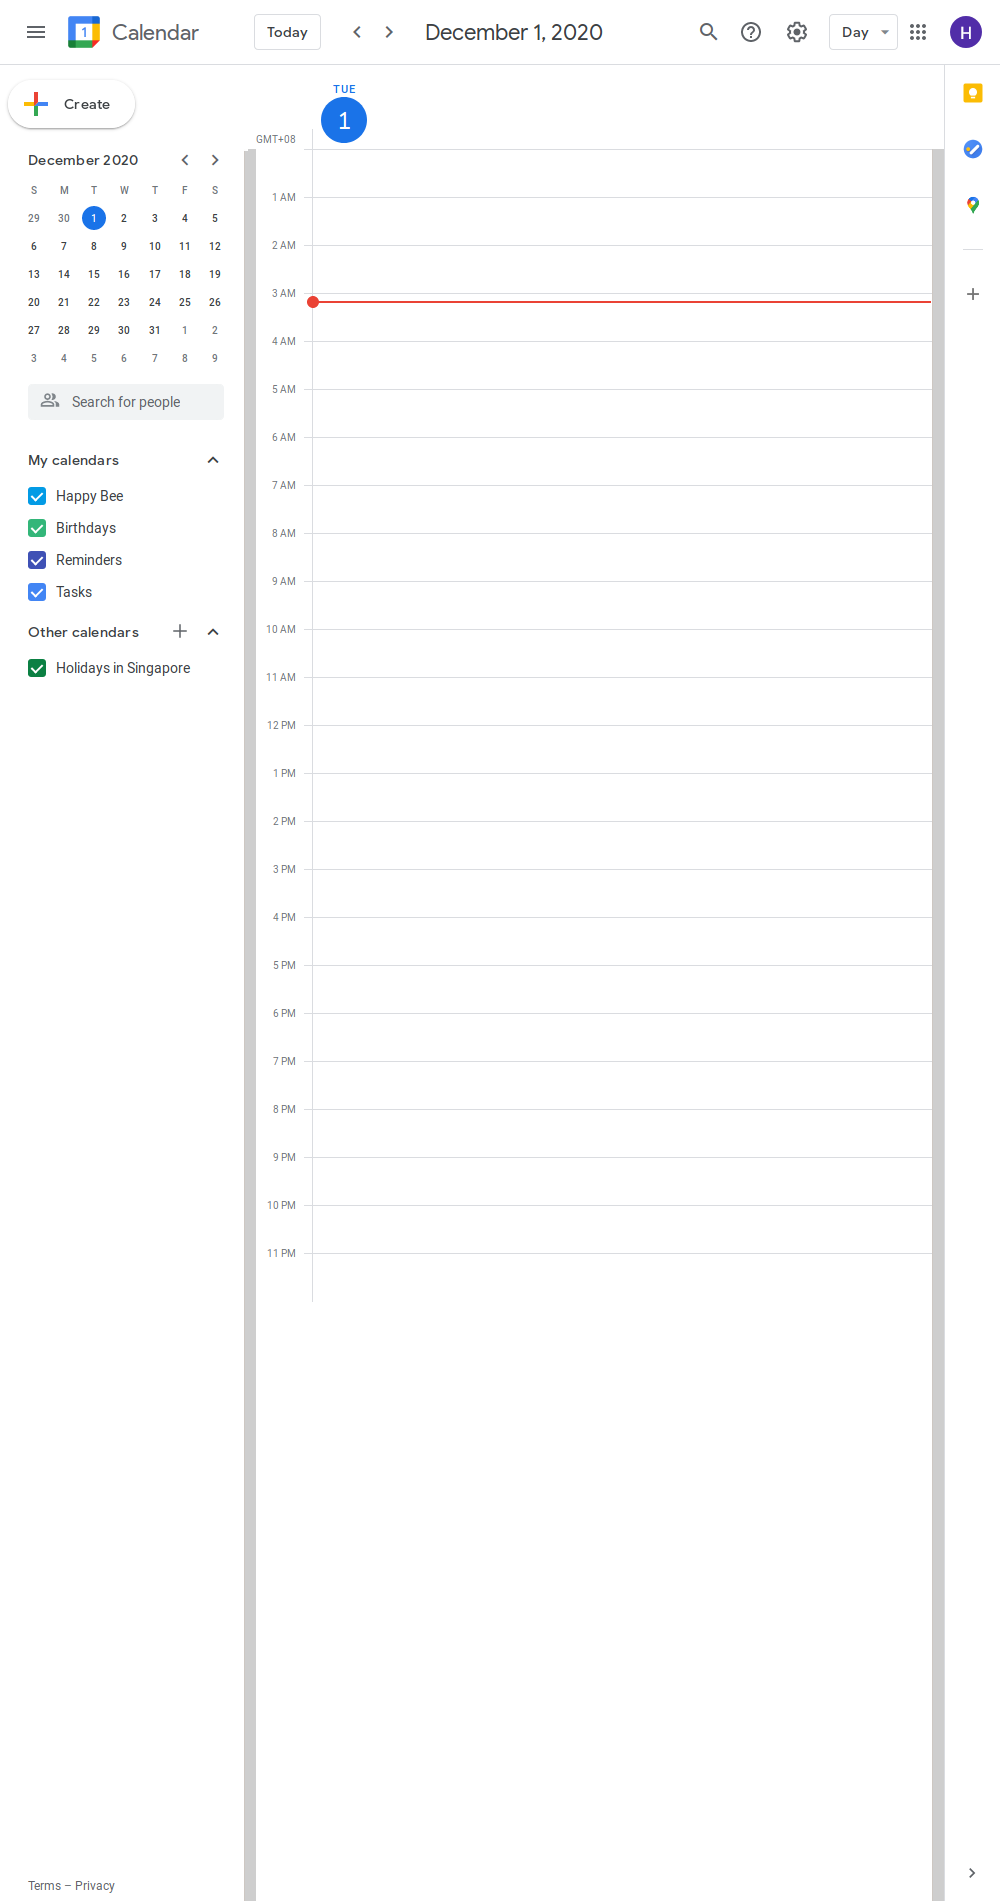 1 Calendar Today December 1, 2020 Day H
Create
TUE
1
GMT+08
December 2020
S M T W T F S
29 30 1 2 3 4 5
6 7 8 9 10 11 12
13 14 15 16 17 18 19
20 21 22 23 24 25 26
27 28 29 30 31 1 2
3 4 5 6 7 8 9
Search for people
My calendars
Happy Bee
Birthdays
Reminders
Tasks
Other calendars
Holidays in Singapore
1 AM
2 AM
3 AM
4 AM
5 AM
6 AM
7 AM
8 AM
9 AM
10 AM
11 AM
12 PM
1 PM
2 PM
3 PM
4 PM
5 PM
6 PM
7 PM
8 PM
9 PM
10 PM
11 PM
Terms – Privacy